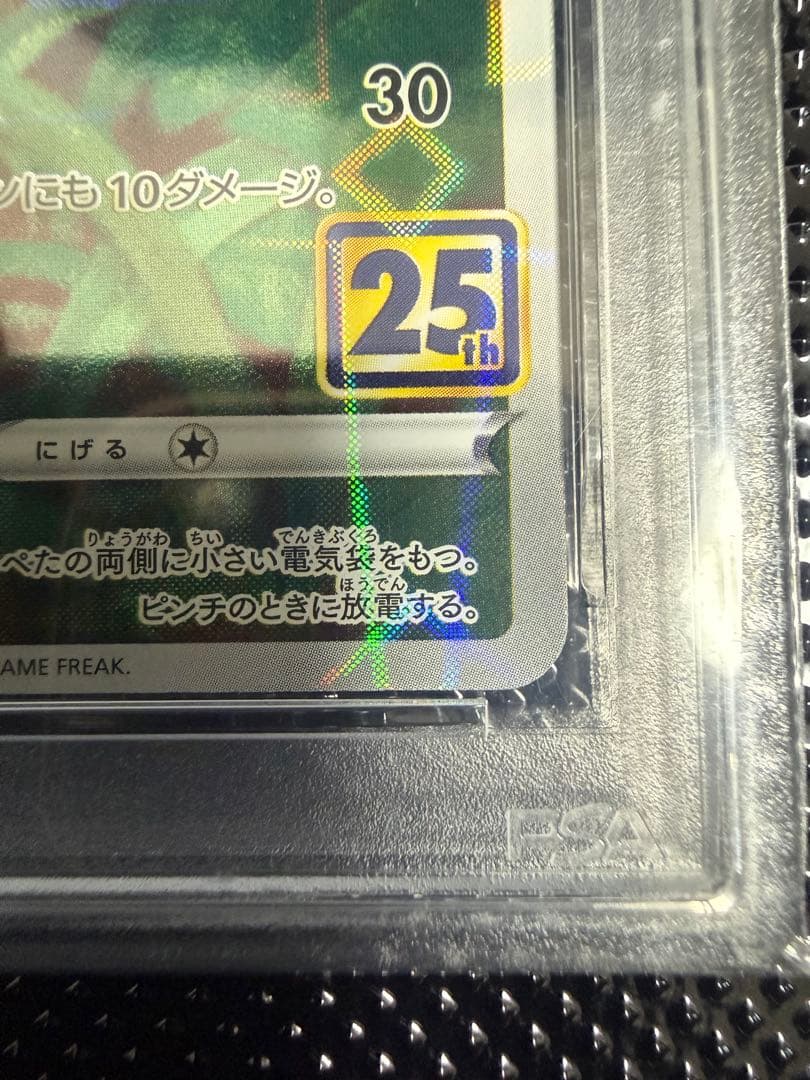 30
ンにも10ダメージ。
25th
にげる
りょうがわ ちい でんきぶくろ
ぺたの両側に小さい電気袋をもつ。
ほうでん
ピンチのときに放電する。
AME FREAK.
PSA